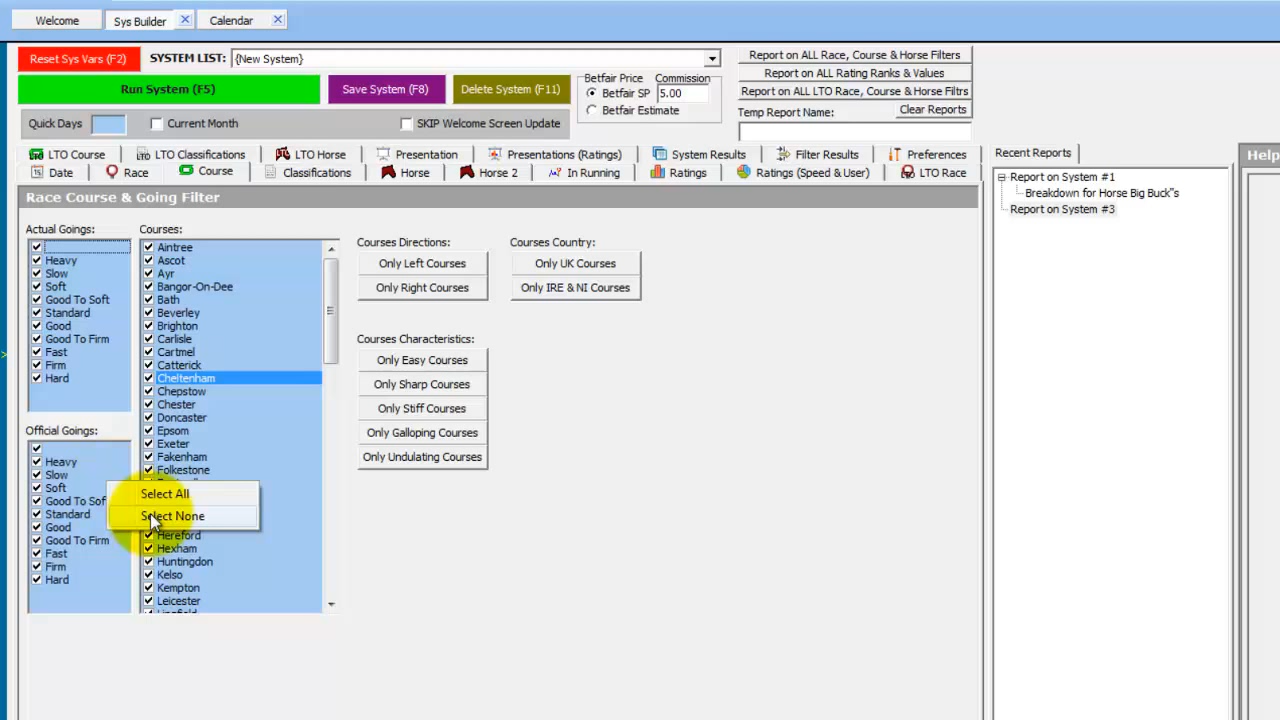 Welcome
Sys Builder
Calendar
Reset Sys Vars (F2)
SYSTEM LIST:
{New System}
Run System (F5)
Save System (F8)
Delete System (F11)
Betfair Price
Betfair SP
Betfair Estimate
Commission
5.00
Report on ALL Race, Course & Horse Filters
Report on ALL Rating Ranks & Values
Report on ALL LTO Race, Course & Horse Filtrs
Temp Report Name:
Clear Reports
Quick Days
Current Month
SKIP Welcome Screen Update
LTO Course
LTO Classifications
LTO Horse
Presentation
Presentations (Ratings)
System Results
Filter Results
Preferences
Date
Race
Course
Classifications
Horse
Horse 2
In Running
Ratings
Ratings (Speed & User)
LTO Race
Recent Reports
Report on System #1
Breakdown for Horse Big Buck"s
Report on System #3
Help
Race Course & Going Filter
Actual Goings:
Heavy
Slow
Soft
Good To Soft
Standard
Good
Good To Firm
Fast
Firm
Hard
Official Goings:
Heavy
Slow
Soft
Good To Sof
Standard
Good
Good To Firm
Fast
Firm
Hard
Courses:
Aintree
Ascot
Ayr
Bangor-On-Dee
Bath
Beverley
Brighton
Carlisle
Cartmel
Catterick
Cheltenham
Chepstow
Chester
Doncaster
Epsom
Exeter
Fakenham
Folkestone
Select All
Select None
Hereford
Hexham
Huntingdon
Kelso
Kempton
Leicester
Courses Directions:
Only Left Courses
Only Right Courses
Courses Country:
Only UK Courses
Only IRE & NI Courses
Courses Characteristics:
Only Easy Courses
Only Sharp Courses
Only Stiff Courses
Only Galloping Courses
Only Undulating Courses